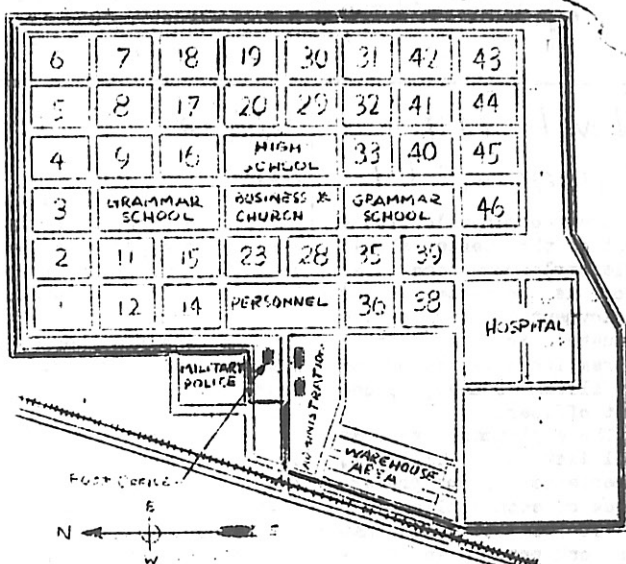 6 7 18 19 30 31 42 43
5 8 17 20 29 32 41 44
4 9 16 HIGH SCHOOL 33 40 45
3 GRAMMAR SCHOOL BUSINESS & CHURCH GRAMMAR SCHOOL 46
2 11 15 23 28 35 39
1 12 14 PERSONNEL 36 38
HOSPITAL
MILITARY
POLICE
ADMINISTRATION
WAREHOUSE
AREA
POST OFFICE
E
N S
W